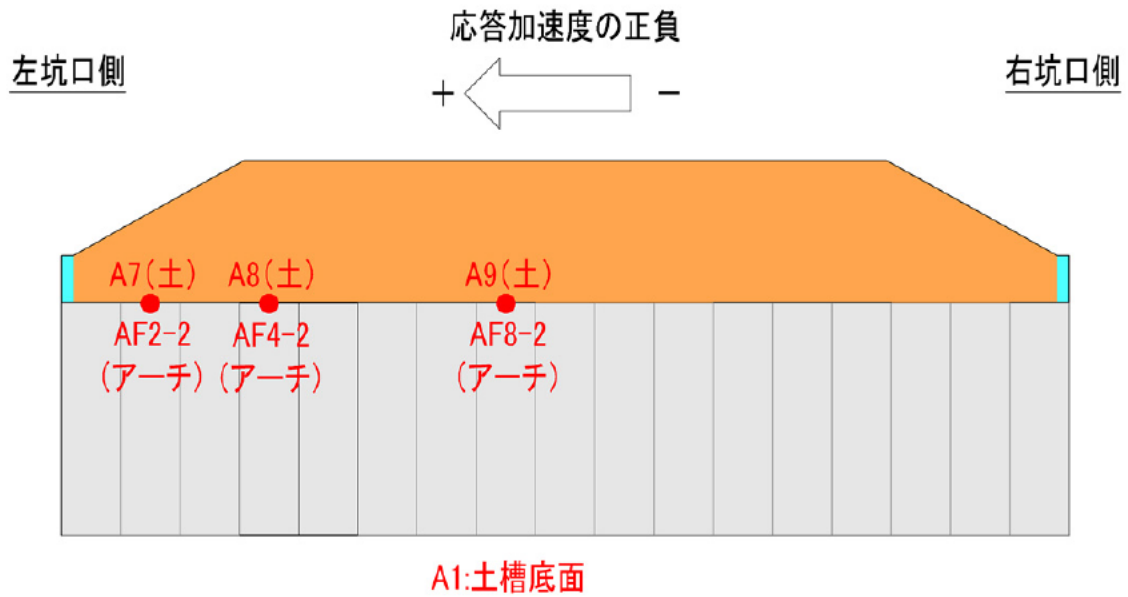 応答加速度の正負
左坑口側
+
−
右坑口側
A7(土)
A8(土)
A9(土)
AF2-2
(アーチ)
AF4-2
(アーチ)
AF8-2
(アーチ)
A1:土槽底面